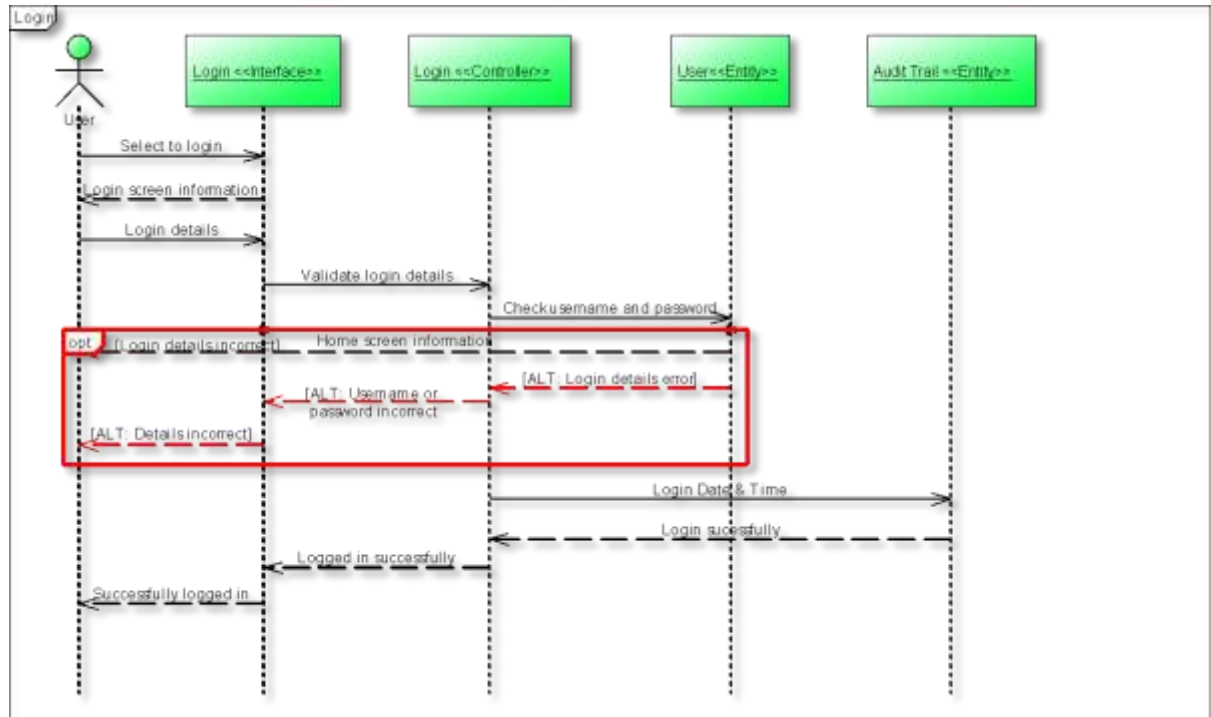 Login
User
Login <<Interface>>
Login <<Controller>>
User<<Entity>>
Audit Trail <<Entity>>
Select to login
Login screen information
Login details
Validate login details
Check username and password
opt
[Login details incorrect]
Home screen information
[ALT: Login details error]
[ALT: Username or
password incorrect
[ALT: Details incorrect]
Login Date & Time
Login sucessfully
Logged in successfully
Successfully logged in